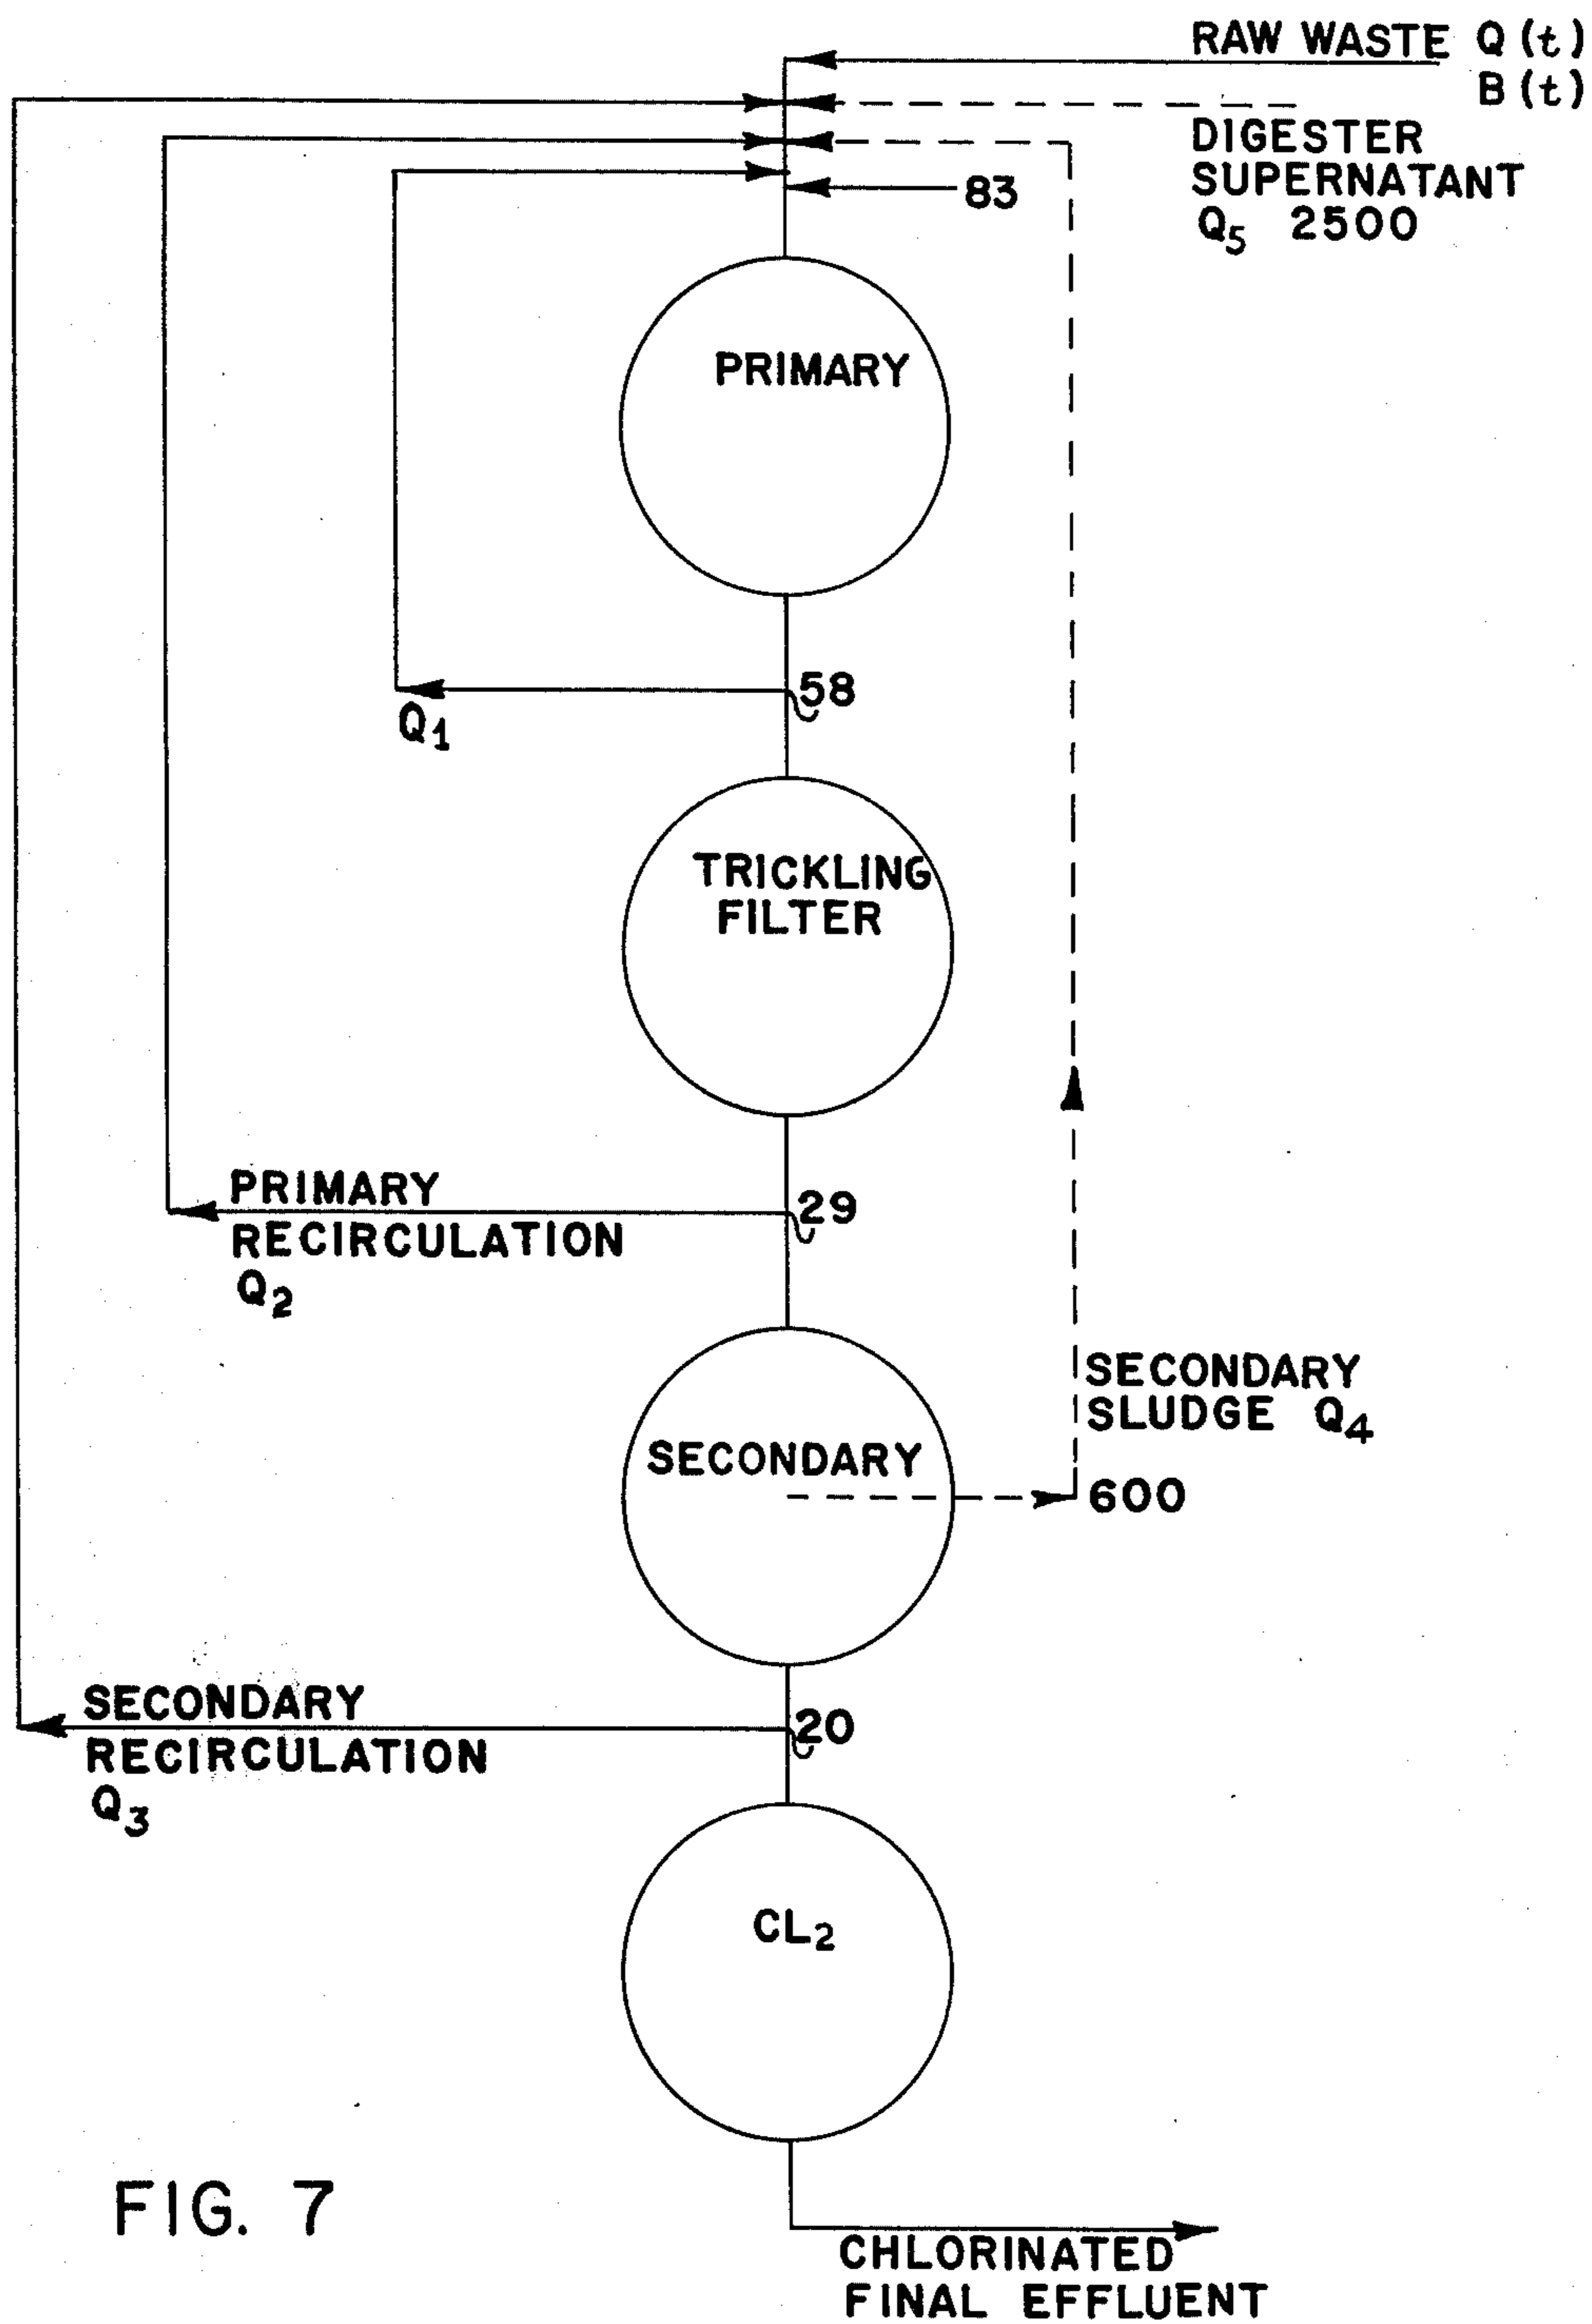 RAW WASTE Q (t)
B (t)
DIGESTER
SUPERNATANT
Q5 2500
83
PRIMARY
58
Q1
TRICKLING
FILTER
PRIMARY
29
RECIRCULATION
Q2
SECONDARY
SLUDGE Q4
SECONDARY
600
SECONDARY
20
RECIRCULATION
Q3
CL2
FIG. 7
CHLORINATED
FINAL EFFLUENT